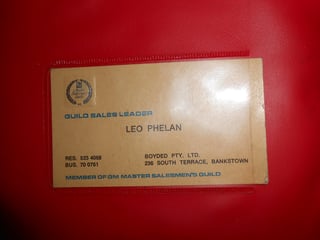 GUILD SALES LEADER
LEO PHELAN
RES. 523 4068
BUS. 70 0781
BOYDED PTY. LTD.
236 SOUTH TERRACE, BANKSTOWN
MEMBER OF GM MASTER SALESMEN'S GUILD